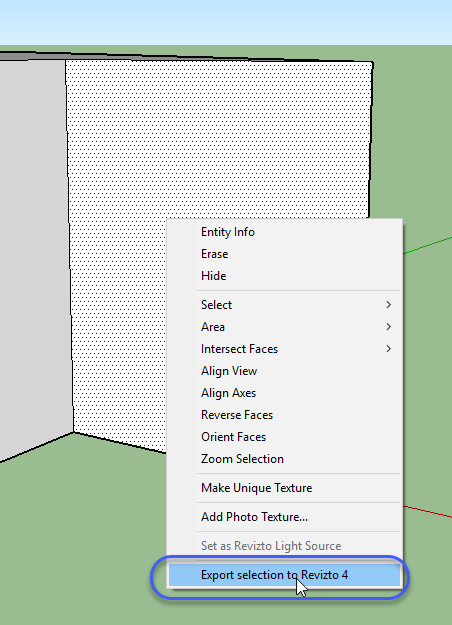 Entity Info
Erase
Hide
Select
Area
Intersect Faces
Align View
Align Axes
Reverse Faces
Orient Faces
Zoom Selection
Make Unique Texture
Add Photo Texture...
Set as Revizto Light Source
Export selection to Revizto 4